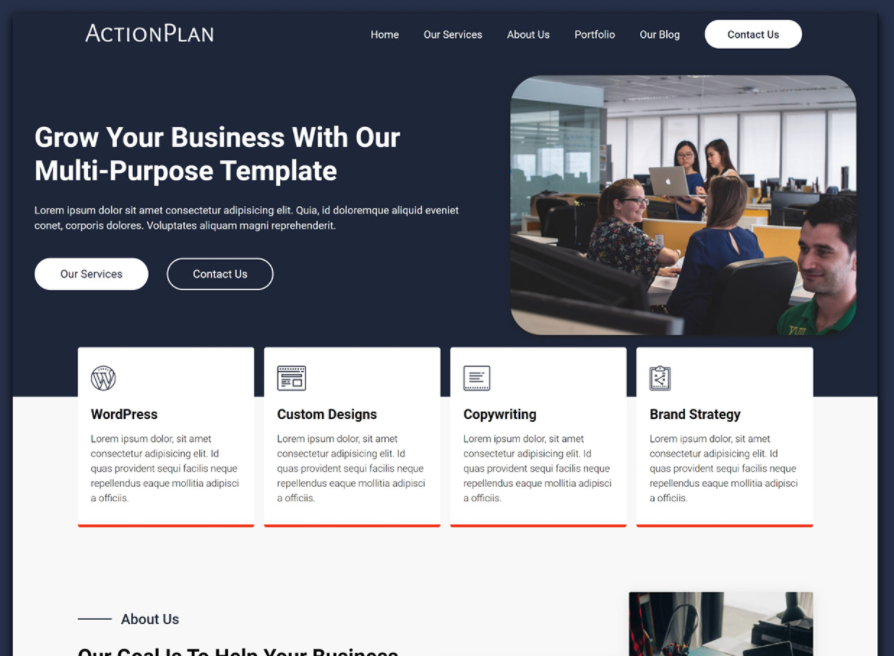 ACTIONPLAN
Home Our Services About Us Portfolio Our Blog Contact Us
Grow Your Business With Our
Multi-Purpose Template
Lorem ipsum dolor sit amet consectetur adipisicing elit. Quia, id doloremque aliquid eveniet
conet, corporis dolores. Voluptates aliquam magni reprehenderit.
Our Services Contact Us
WordPress
Lorem ipsum dolor, sit amet
consectetur adipisicing elit. Id
quas provident sequi facilis neque
repellendus eaque mollitia adipisci
a officiis.
Custom Designs
Lorem ipsum dolor, sit amet
consectetur adipisicing elit. Id
quas provident sequi facilis neque
repellendus eaque mollitia adipisci
a officiis.
Copywriting
Lorem ipsum dolor, sit amet
consectetur adipisicing elit. Id
quas provident sequi facilis neque
repellendus eaque mollitia adipisci
a officiis.
Brand Strategy
Lorem ipsum dolor, sit amet
consectetur adipisicing elit. Id
quas provident sequi facilis neque
repellendus eaque mollitia adipisci
a officiis.
About Us
Our Goal Is To Help Your Business